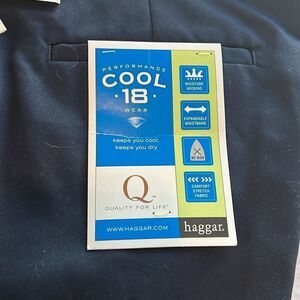 PERFORMANCE
COOL
18
WEAR
keeps you cool,
keeps you dry
Q
QUALITY FOR LIFE™
WWW.HAGGAR.COM
MOISTURE
WICKING
EXPANDABLE
WAISTBAND
NO IRON
COMFORT
STRETCH
FABRIC
haggar.